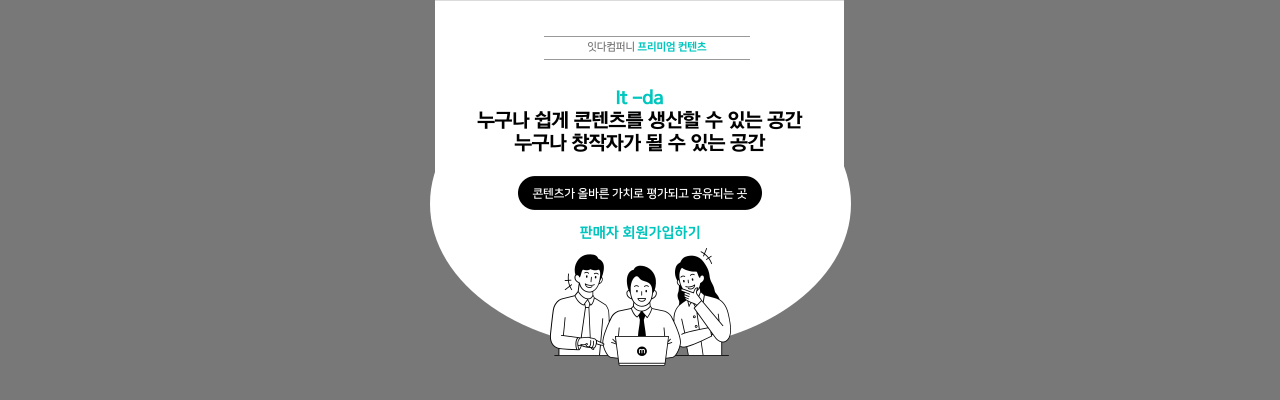 잇다컴퍼니 프리미엄 컨텐츠
It –da
누구나 쉽게 콘텐츠를 생산할 수 있는 공간
누구나 창작자가 될 수 있는 공간
콘텐츠가 올바른 가치로 평가되고 공유되는 곳
판매자 회원가입하기
m